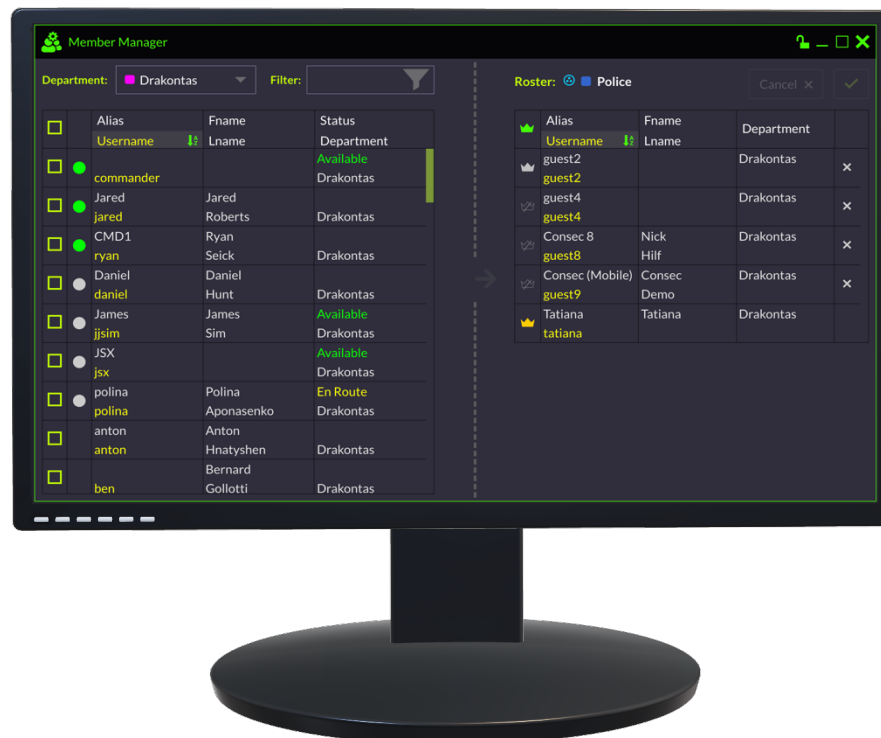 Member Manager
Department: Drakontas Filter:
Alias Fname Status
Username Lname Department
Available
commander Drakontas
Jared Jared
jared Roberts Drakontas
CMD1 Ryan
ryan Seick Drakontas
Daniel Daniel
daniel Hunt Drakontas
James James Available
jjsim Sim Drakontas
JSX Available
jsx Drakontas
polina Polina En Route
polina Aponasenko Drakontas
anton Anton
anton Hnatyshen Drakontas
Bernard
ben Gollotti Drakontas
Roster: Police
Cancel
Alias Fname Department
Username Lname
guest2 Drakontas
guest2
guest4 Drakontas
guest4
Consec 8 Nick Drakontas
guest8 Hilf
Consec (Mobile) Consec Drakontas
guest9 Demo
Tatiana Tatiana Drakontas
tatiana